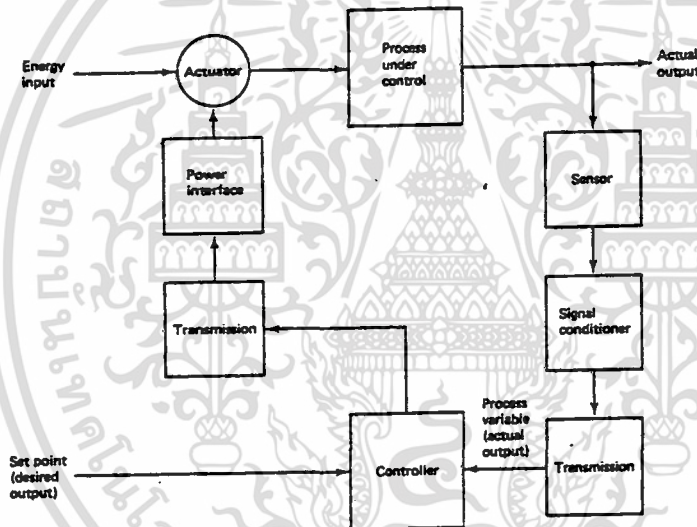 Energy
input
Actuator
Process
under
control
Actual
output
Power
interface
Sensor
Transmission
Signal
conditioner
Process
variable
(actual
output)
Set point
(desired
output)
Controller
Transmission